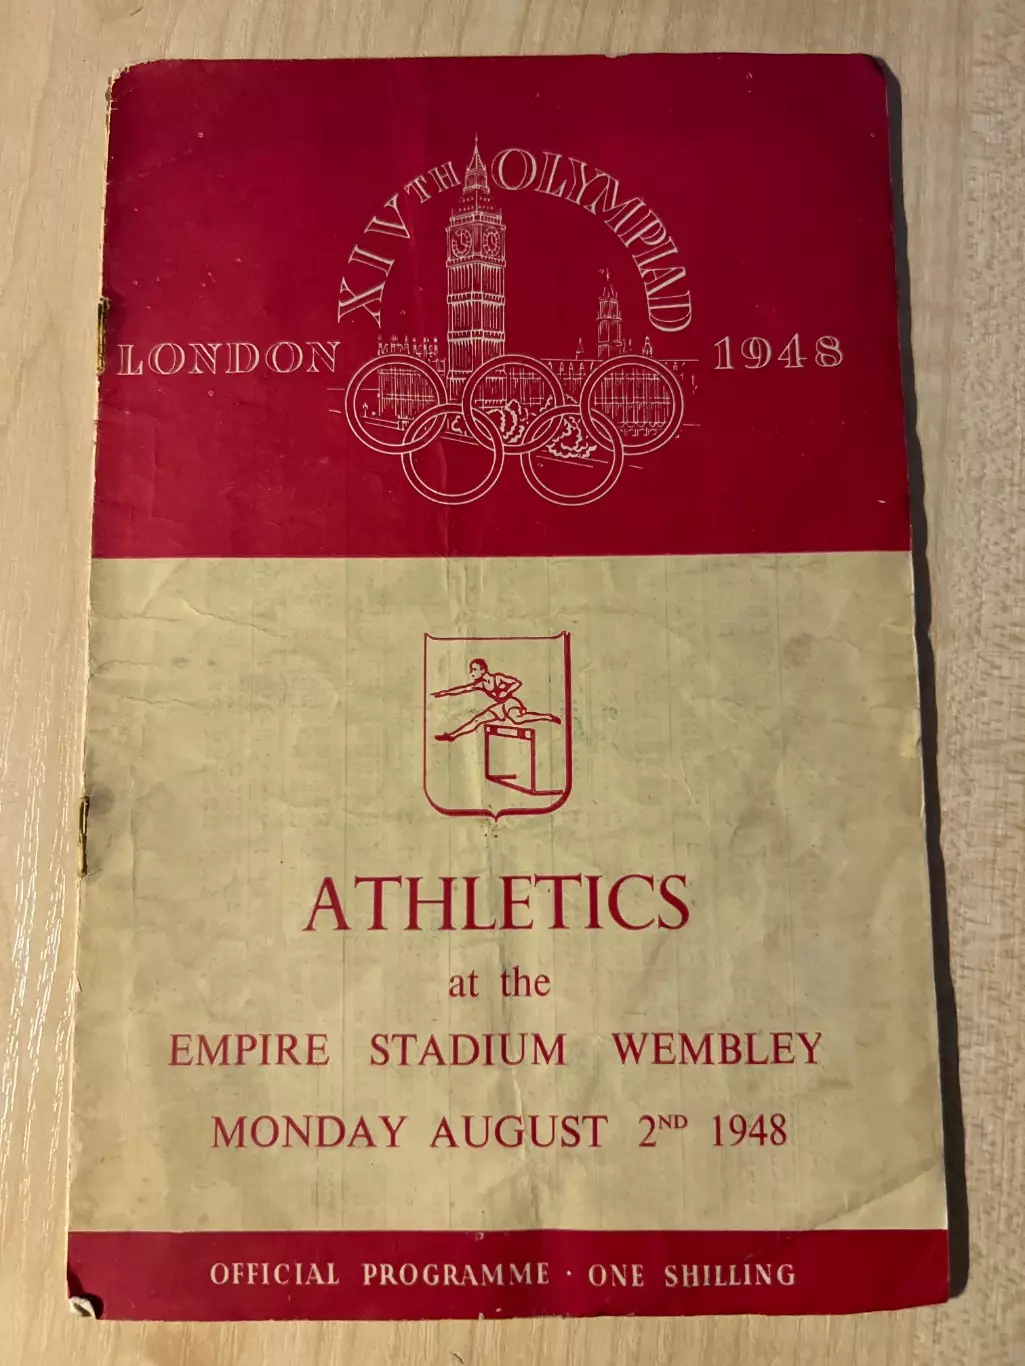 XIVTH OLYMPIAD
LONDON 1948
ATHLETICS
at the
EMPIRE STADIUM WEMBLEY
MONDAY AUGUST 2ND 1948
OFFICIAL PROGRAMME · ONE SHILLING